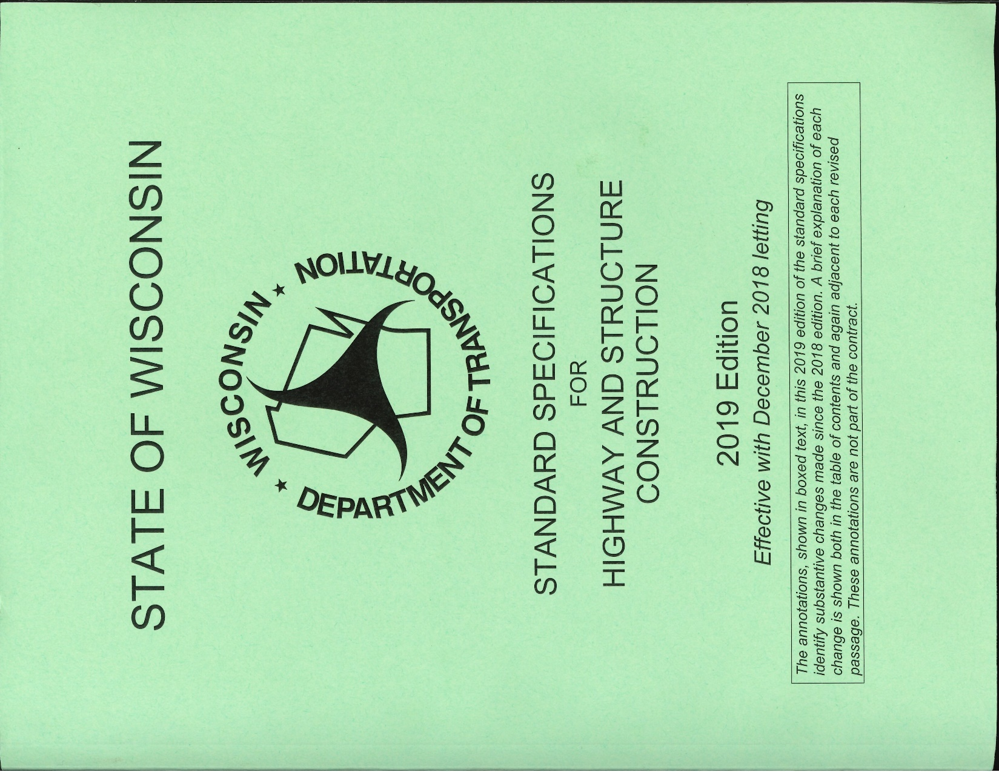 STATE OF WISCONSIN
WISCONSIN
DEPARTMENT OF TRANSPORTATION
STANDARD SPECIFICATIONS
FOR
HIGHWAY AND STRUCTURE
CONSTRUCTION
2019 Edition
Effective with December 2018 letting
The annotations, shown in boxed text, in this 2019 edition of the standard specifications
identify substantive changes made since the 2018 edition. A brief explanation of each
change is shown both in the table of contents and again adjacent to each revised
passage. These annotations are not part of the contract.